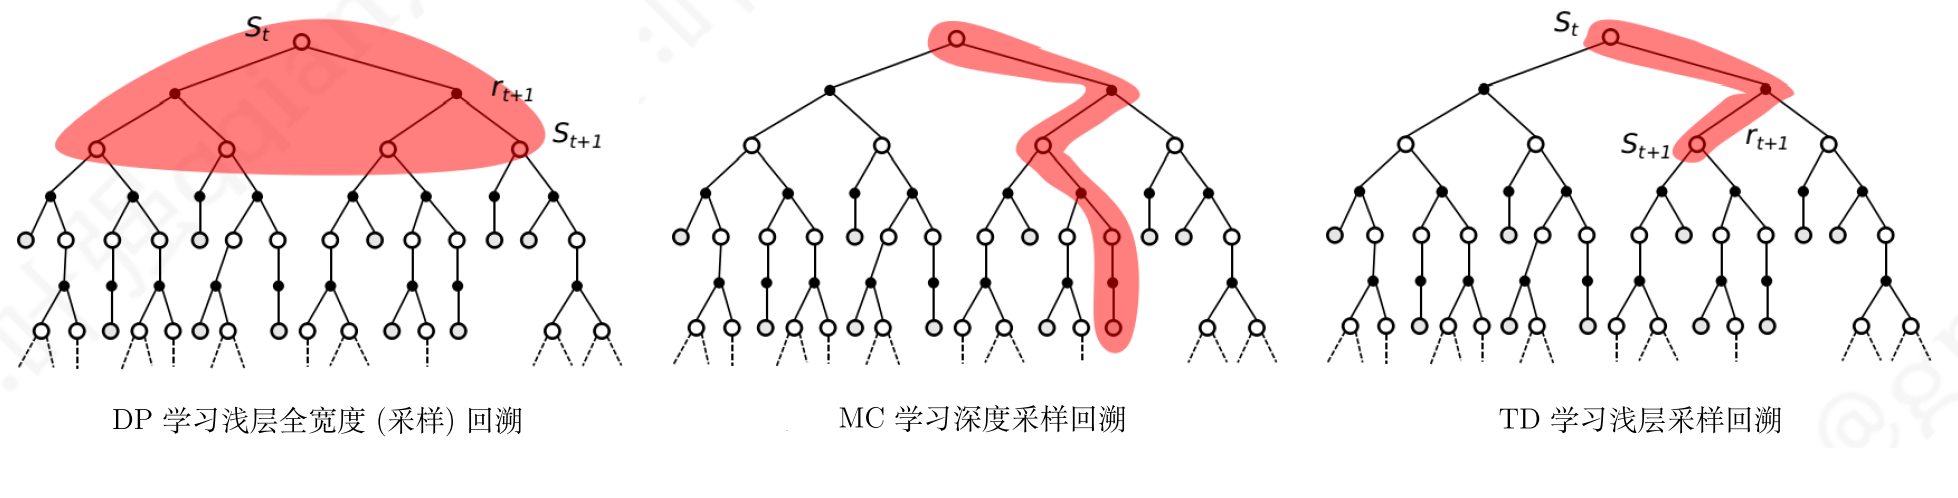 S_t
r_{t+1}
S_{t+1}
DP 学习浅层全宽度 (采样) 回溯
MC 学习深度采样回溯
S_t
S_{t+1}
r_{t+1}
TD 学习浅层采样回溯